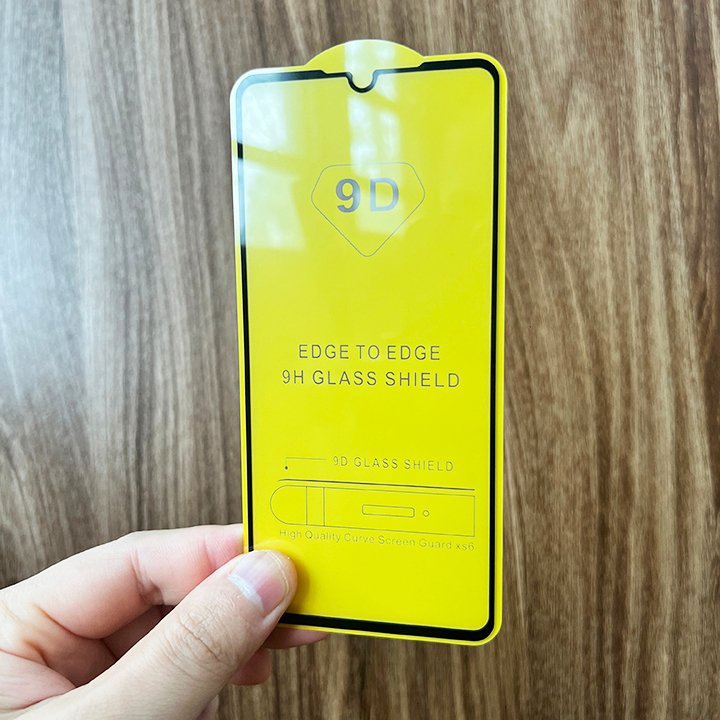 9D
EDGE TO EDGE
9H GLASS SHIELD
9D GLASS SHIELD
High Quality Curve Screen Guard xs6